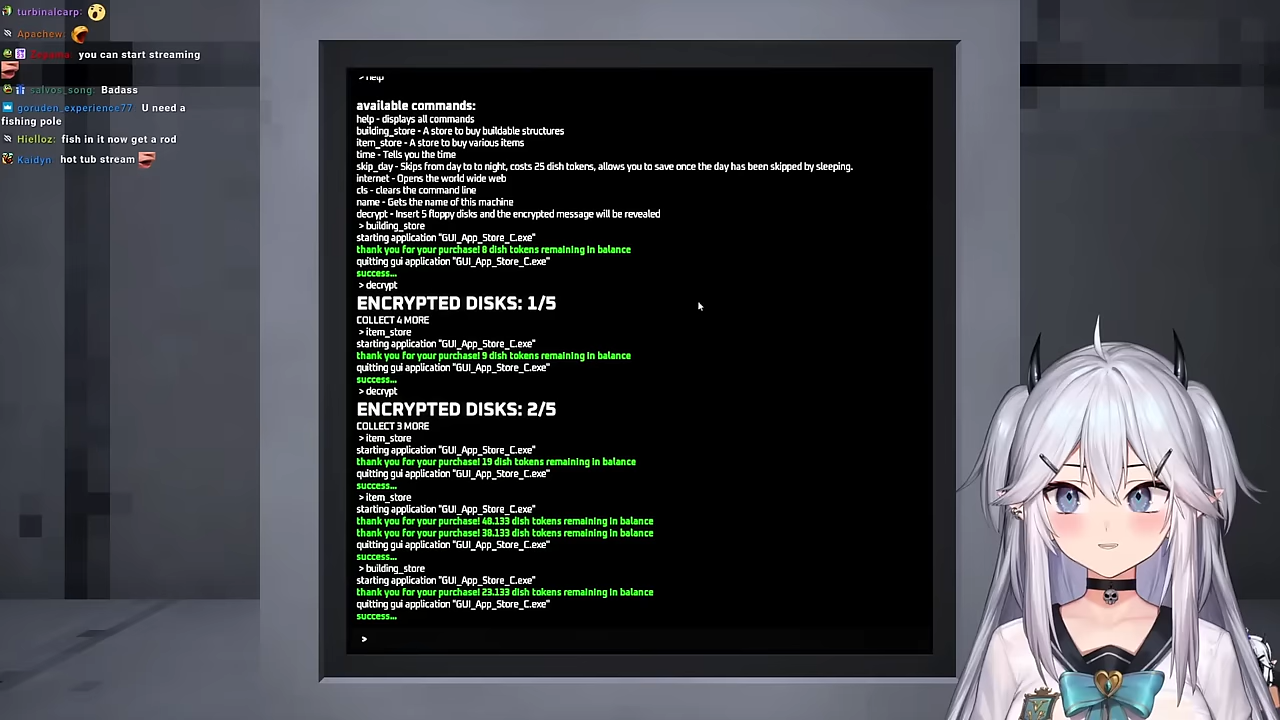 turbinalcarp:
Apachew:
you can start streaming
salvos_song: Badass
goruden_experience77: U need a
fishing pole
Hielloz: fish in it now get a rod
Kaidyn: hot tub stream
> help
available commands:
help - displays all commands
building_store - A store to buy buildable structures
item_store - A store to buy various items
time - Tells you the time
skip_day - Skips from day to to night, costs 25 dish tokens, allows you to save once the day has been skipped by sleeping.
internet - Opens the world wide web
cls - clears the command line
name - Gets the name of this machine
decrypt - Insert 5 floppy disks and the encrypted message will be revealed
> building_store
starting application "GUI_App_Store_C.exe"
thank you for your purchase! 8 dish tokens remaining in balance
quitting gui application "GUI_App_Store_C.exe"
success...
> decrypt
ENCRYPTED DISKS: 1/5
COLLECT 4 MORE
> item_store
starting application "GUI_App_Store_C.exe"
thank you for your purchase! 9 dish tokens remaining in balance
quitting gui application "GUI_App_Store_C.exe"
success...
> decrypt
ENCRYPTED DISKS: 2/5
COLLECT 3 MORE
> item_store
starting application "GUI_App_Store_C.exe"
thank you for your purchase! 19 dish tokens remaining in balance
quitting gui application "GUI_App_Store_C.exe"
success...
> item_store
starting application "GUI_App_Store_C.exe"
thank you for your purchase! 48.133 dish tokens remaining in balance
thank you for your purchase! 38.133 dish tokens remaining in balance
quitting gui application "GUI_App_Store_C.exe"
success...
> building_store
starting application "GUI_App_Store_C.exe"
thank you for your purchase! 23.133 dish tokens remaining in balance
quitting gui application "GUI_App_Store_C.exe"
success...
>